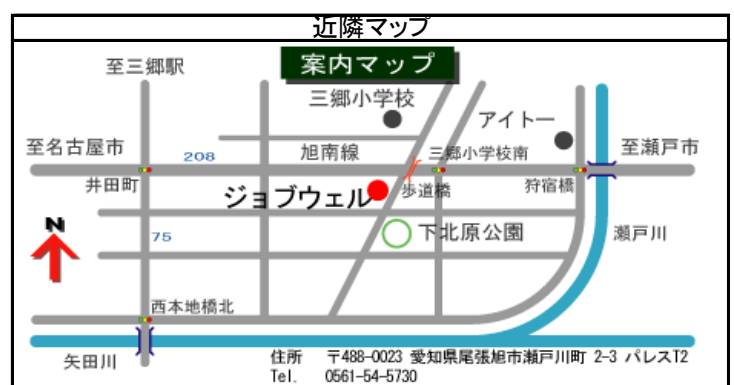 近隣マップ
案内マップ
至三郷駅
三郷小学校
アイトー
至名古屋市
208
旭南線
三郷小学校南
至瀬戸市
井田町
ジョブウェル
歩道橋
狩宿橋
N
75
下北原公園
瀬戸川
西本地橋北
矢田川
住所 〒488-0023 愛知県尾張旭市瀬戸川町 2-3 パレスT2
Tel. 0561-54-5730